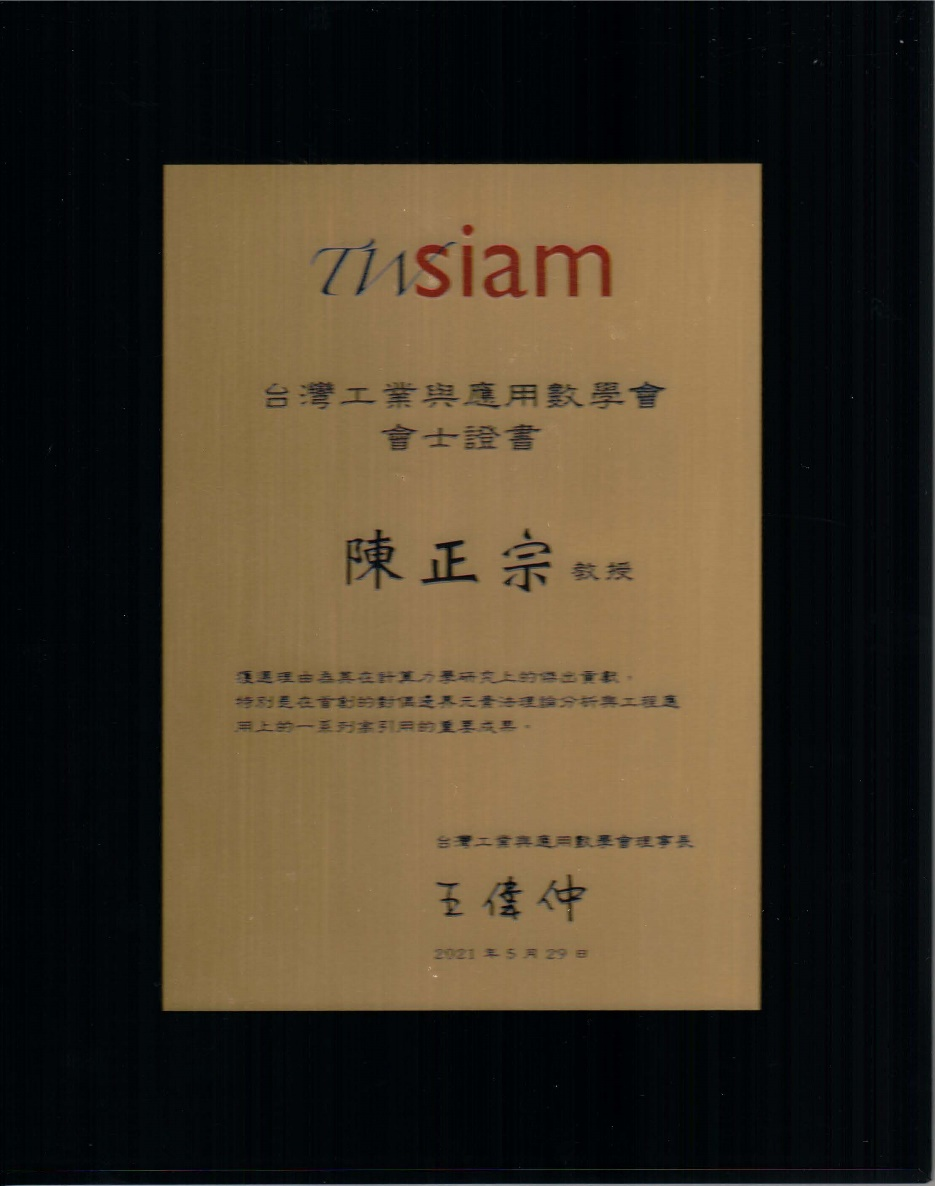 TWsiam
台灣工業與應用數學會
會士證書
陳正宗 教授
獲選理由為其在計算力學研究上的傑出貢獻，
特別是在首創的對偶邊界元素法理論分析與工程應
用上的一系列高引用的重要成果。
台灣工業與應用數學會理事長
王偉仲
2021 年 5 月 29 日